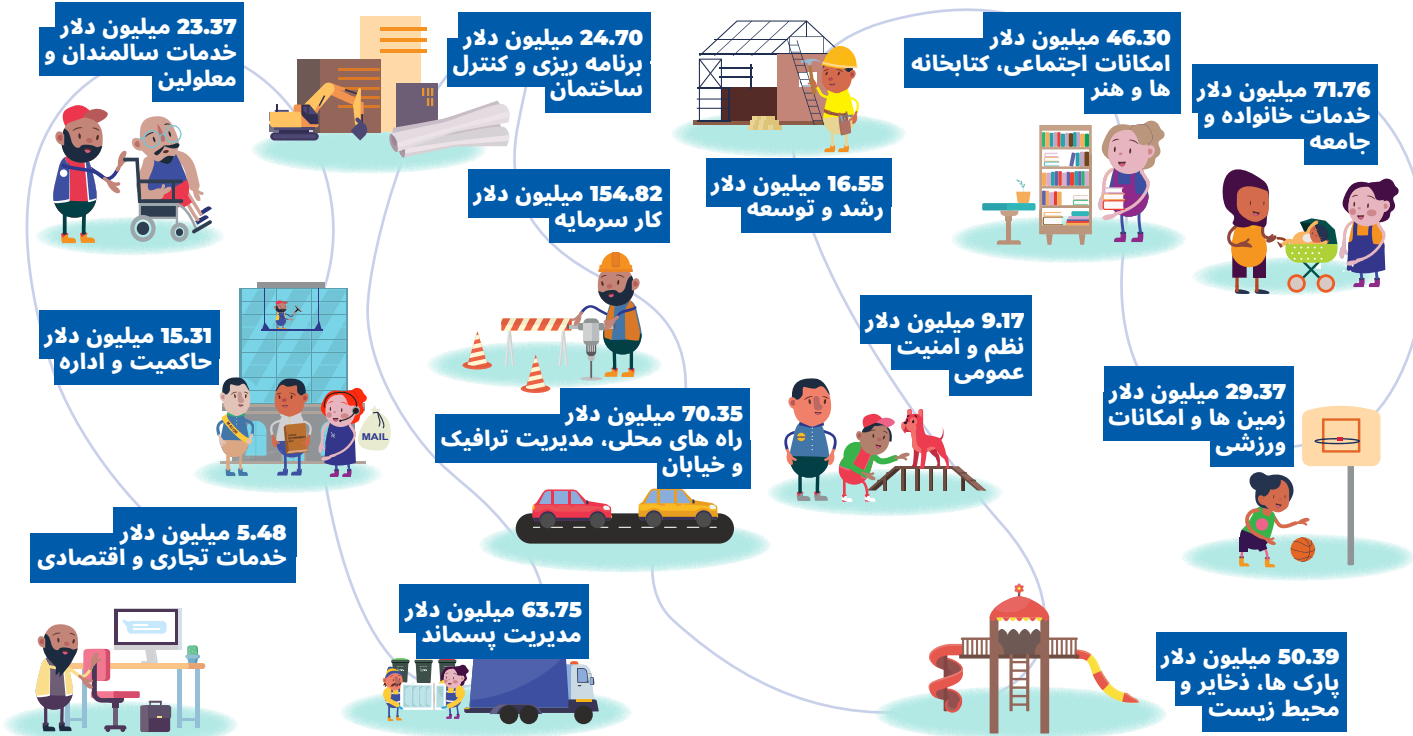 23.37 میلیون دلار
خدمات سالمندان و
معلولین
24.70 میلیون دلار
برنامه ریزی و کنترل
ساختمان
46.30 میلیون دلار
امکانات اجتماعی، کتابخانه
ها و هنر
71.76 میلیون دلار
خدمات خانواده و
جامعه
154.82 میلیون دلار
کار سرمایه
16.55 میلیون دلار
رشد و توسعه
15.31 میلیون دلار
حاکمیت و اداره
MAIL
9.17 میلیون دلار
نظم و امنیت
عمومی
29.37 میلیون دلار
زمین ها و امکانات
ورزشی
70.35 میلیون دلار
راه های محلی، مدیریت ترافیک
و خیابان
5.48 میلیون دلار
خدمات تجاری و اقتصادی
63.75 میلیون دلار
مدیریت پسماند
50.39 میلیون دلار
پارک ها، ذخایر و
محیط زیست